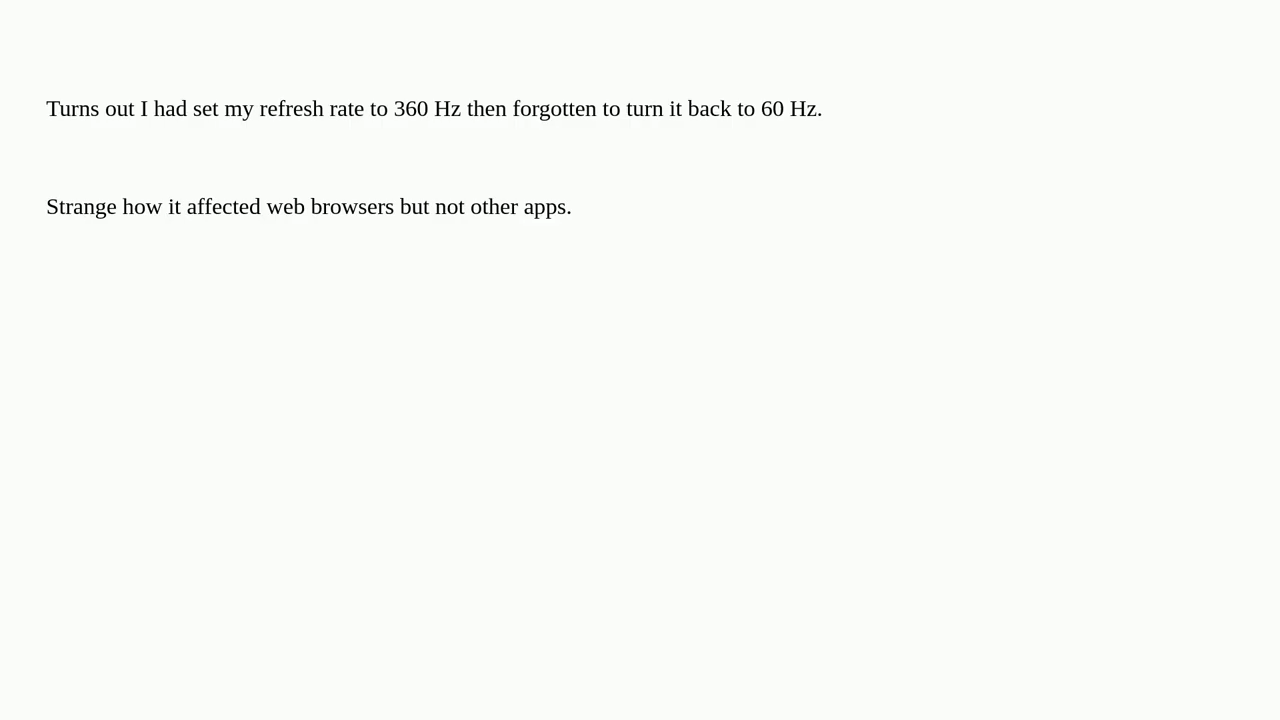 Turns out I had set my refresh rate to 360 Hz then forgotten to turn it back to 60 Hz.
Strange how it affected web browsers but not other apps.